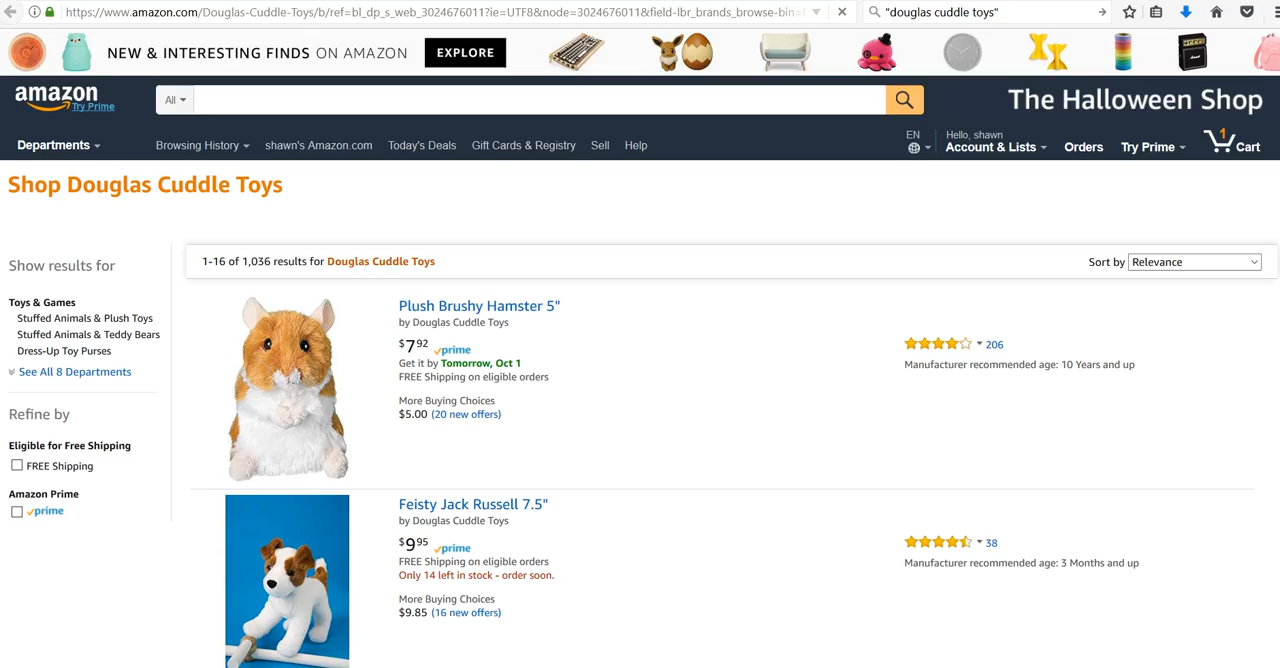 https://www.amazon.com/Douglas-Cuddle-Toys/b/ref=bl_dp_s_web_3024676011?ie=UTF8&node=3024676011&field-lbr_brands_browse-bin=
"douglas cuddle toys"
NEW & INTERESTING FINDS ON AMAZON
EXPLORE
amazon
Try Prime
All
The Halloween Shop
Departments
Browsing History
shawn's Amazon.com
Today's Deals
Gift Cards & Registry
Sell
Help
EN
Hello, shawn
Account & Lists
Orders
Try Prime
1
Cart
Shop Douglas Cuddle Toys
Show results for
Toys & Games
Stuffed Animals & Plush Toys
Stuffed Animals & Teddy Bears
Dress-Up Toy Purses
See All 8 Departments
Refine by
Eligible for Free Shipping
FREE Shipping
Amazon Prime
prime
1-16 of 1,036 results for Douglas Cuddle Toys
Sort by Relevance
Plush Brushy Hamster 5"
by Douglas Cuddle Toys
$7 92 prime
Get it by Tomorrow, Oct 1
FREE Shipping on eligible orders
More Buying Choices
$5.00 (20 new offers)
206
Manufacturer recommended age: 10 Years and up
Feisty Jack Russell 7.5"
by Douglas Cuddle Toys
$9 95 prime
FREE Shipping on eligible orders
Only 14 left in stock - order soon.
More Buying Choices
$9.85 (16 new offers)
38
Manufacturer recommended age: 3 Months and up